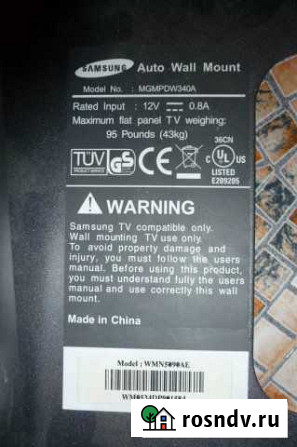 SAMSUNG Auto Wall Mount
Model No. : MGMPDW340A
Rated Input : 12V 0.8A
Maximum flat panel TV weighing:
95 Pounds (43kg)
36CN
TÜV GS CE C UL US
LISTED
E209205
WARNING
Samsung TV compatible only.
Wall mounting TV use only.
To avoid property damage and
injury, you must follow the users
manual. Before using this product,
you must understand fully the users
manual and use correctly this wall
mount.
Made in China
Model : WMN5090AE
rosndv.ru